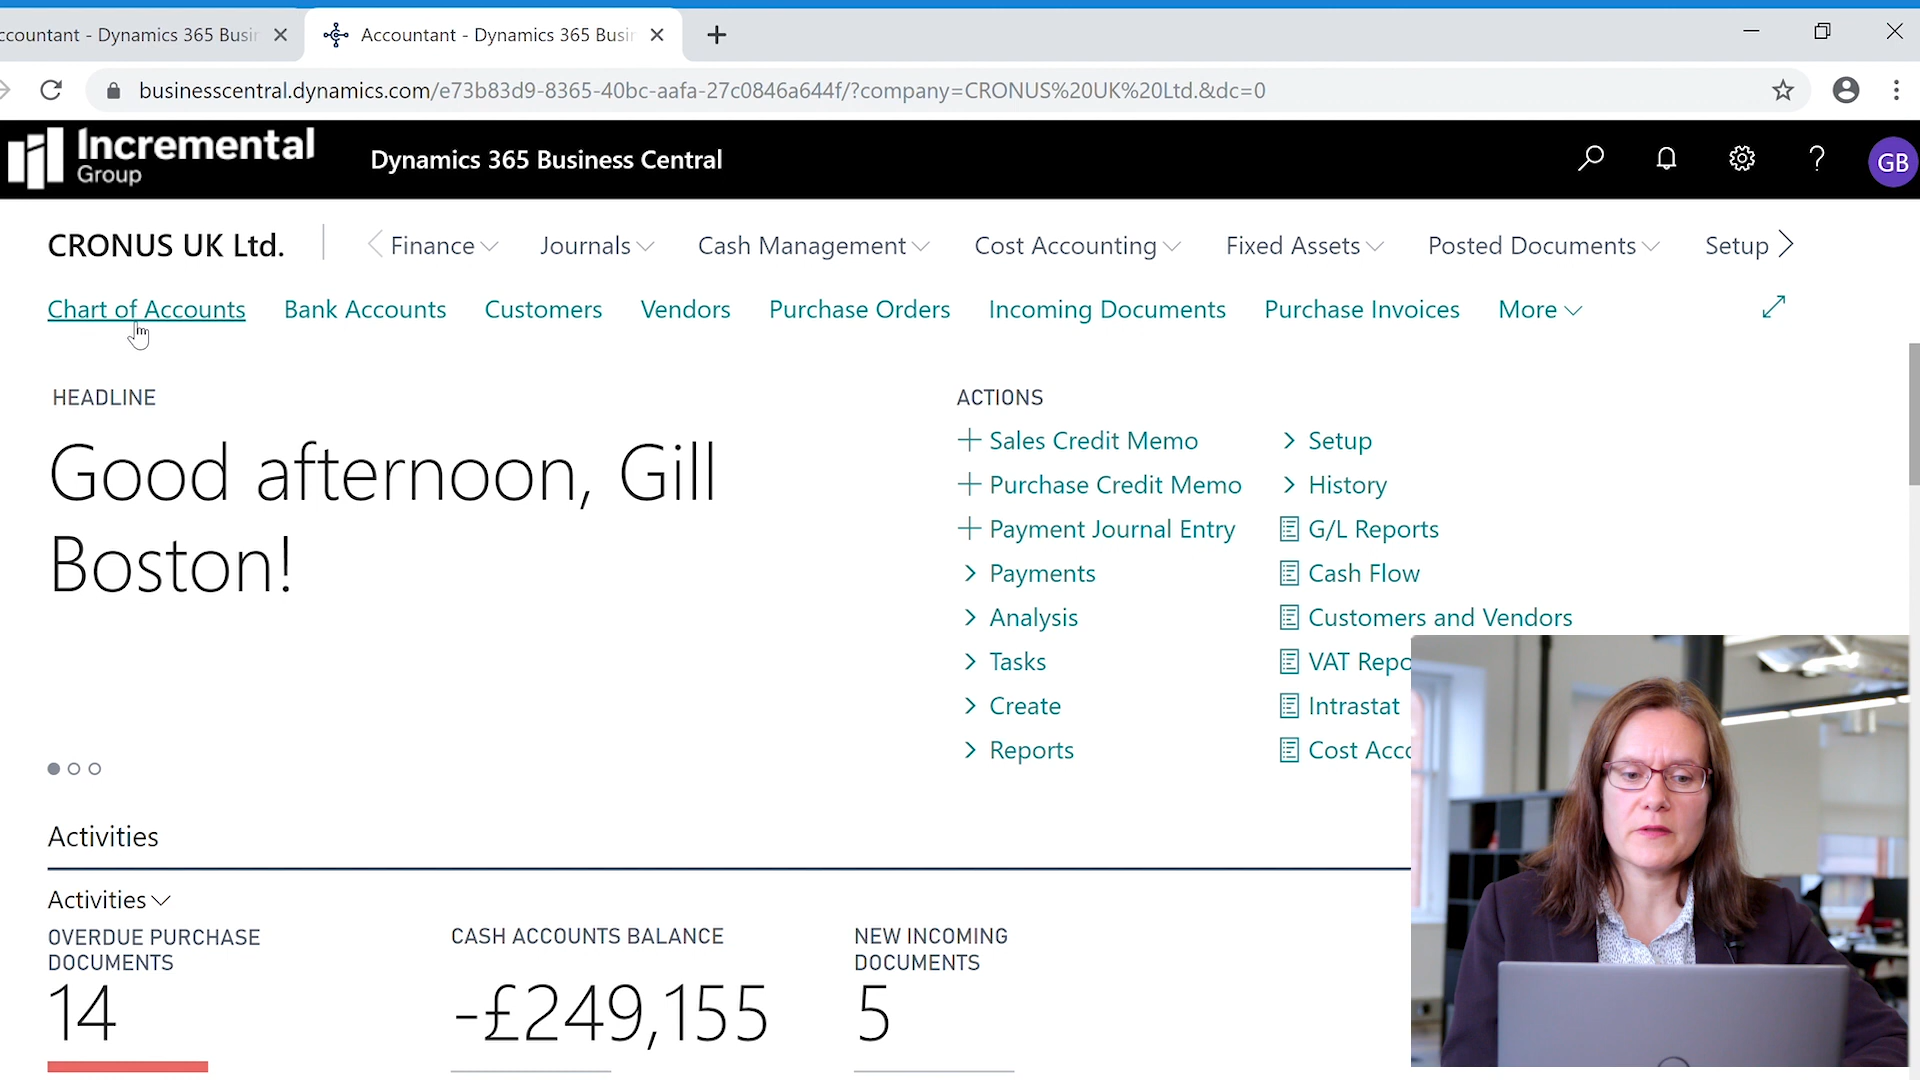 ccountant - Dynamics 365 Busin
Accountant - Dynamics 365 Busin
businesscentral.dynamics.com/e73b83d9-8365-40bc-aafa-27c0846a644f/?company=CRONUS%20UK%20Ltd.&dc=0
Incremental
Group
Dynamics 365 Business Central
GB
CRONUS UK Ltd.
Finance
Journals
Cash Management
Cost Accounting
Fixed Assets
Posted Documents
Setup
Chart of Accounts
Bank Accounts
Customers
Vendors
Purchase Orders
Incoming Documents
Purchase Invoices
More
HEADLINE
Good afternoon, Gill
Boston!
ACTIONS
Sales Credit Memo
Purchase Credit Memo
Payment Journal Entry
Payments
Analysis
Tasks
Create
Reports
Setup
History
G/L Reports
Cash Flow
Customers and Vendors
VAT Repo
Intrastat
Cost Acco
Activities
Activities
OVERDUE PURCHASE
DOCUMENTS
14
CASH ACCOUNTS BALANCE
-£249,155
NEW INCOMING
DOCUMENTS
5